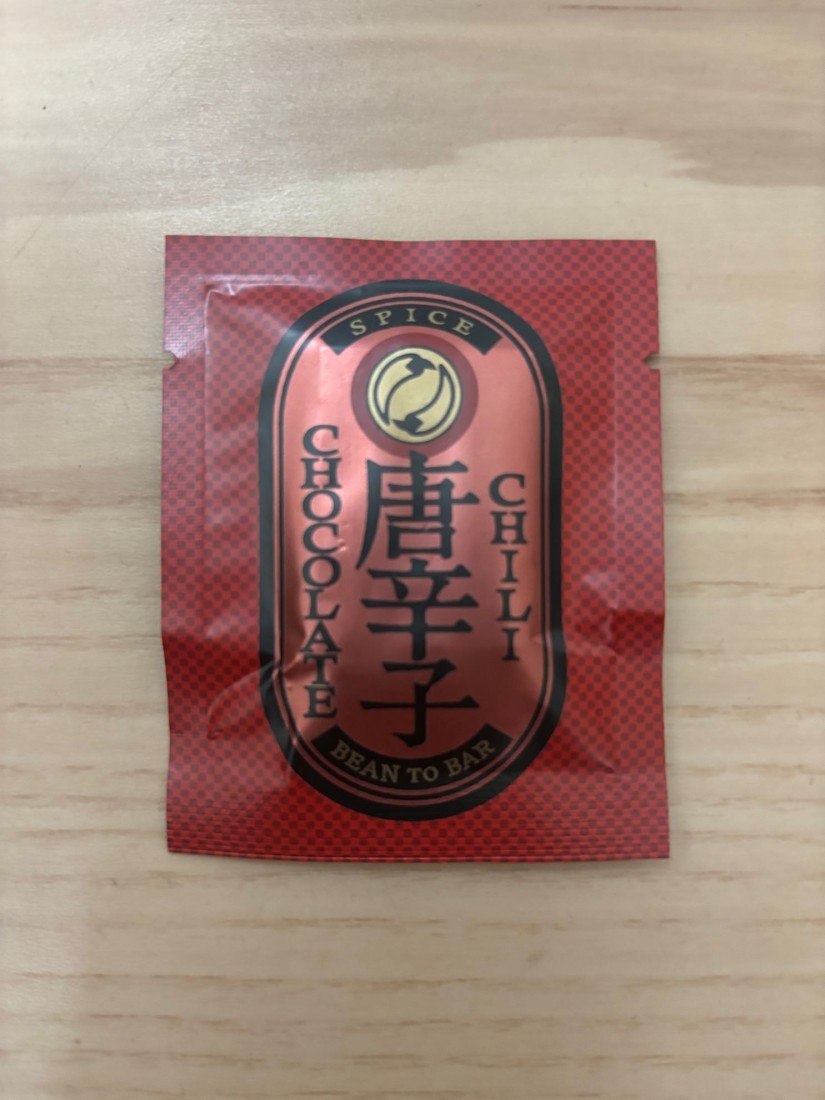 SPICE
CHILI
唐辛子
CHOCOLATE
BEAN TO BAR